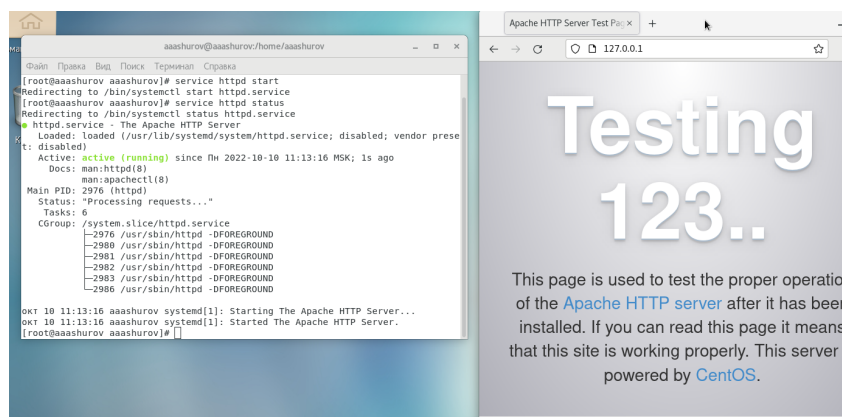 aaashurov@aaashurov:/home/aaashurov
Файл Правка Вид Поиск Терминал Справка
[root@aaashurov aaashurov]# service httpd start
Redirecting to /bin/systemctl start httpd.service
[root@aaashurov aaashurov]# service httpd status
Redirecting to /bin/systemctl status httpd.service
● httpd.service - The Apache HTTP Server
Loaded: loaded (/usr/lib/systemd/system/httpd.service; disabled; vendor prese
t: disabled)
Active: active (running) since Пн 2022-10-10 11:13:16 MSK; 1s ago
Docs: man:httpd(8)
man:apachectl(8)
Main PID: 2976 (httpd)
Status: "Processing requests..."
Tasks: 6
CGroup: /system.slice/httpd.service
├─2976 /usr/sbin/httpd -DFOREGROUND
├─2980 /usr/sbin/httpd -DFOREGROUND
├─2981 /usr/sbin/httpd -DFOREGROUND
├─2982 /usr/sbin/httpd -DFOREGROUND
├─2983 /usr/sbin/httpd -DFOREGROUND
└─2986 /usr/sbin/httpd -DFOREGROUND
окт 10 11:13:16 aaashurov systemd[1]: Starting The Apache HTTP Server...
окт 10 11:13:16 aaashurov systemd[1]: Started The Apache HTTP Server.
[root@aaashurov aaashurov]#
Apache HTTP Server Test Pag
127.0.0.1
Testing
123..
This page is used to test the proper operatio
of the Apache HTTP server after it has been
installed. If you can read this page it means
that this site is working properly. This server
powered by CentOS.